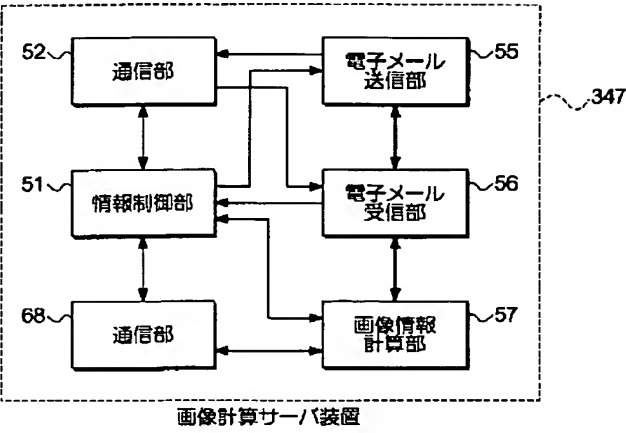 52
通信部
電子メール
送信部
55
347
51
情報制御部
電子メール
受信部
56
68
通信部
画像情報
計算部
57
画像計算サーバ装置